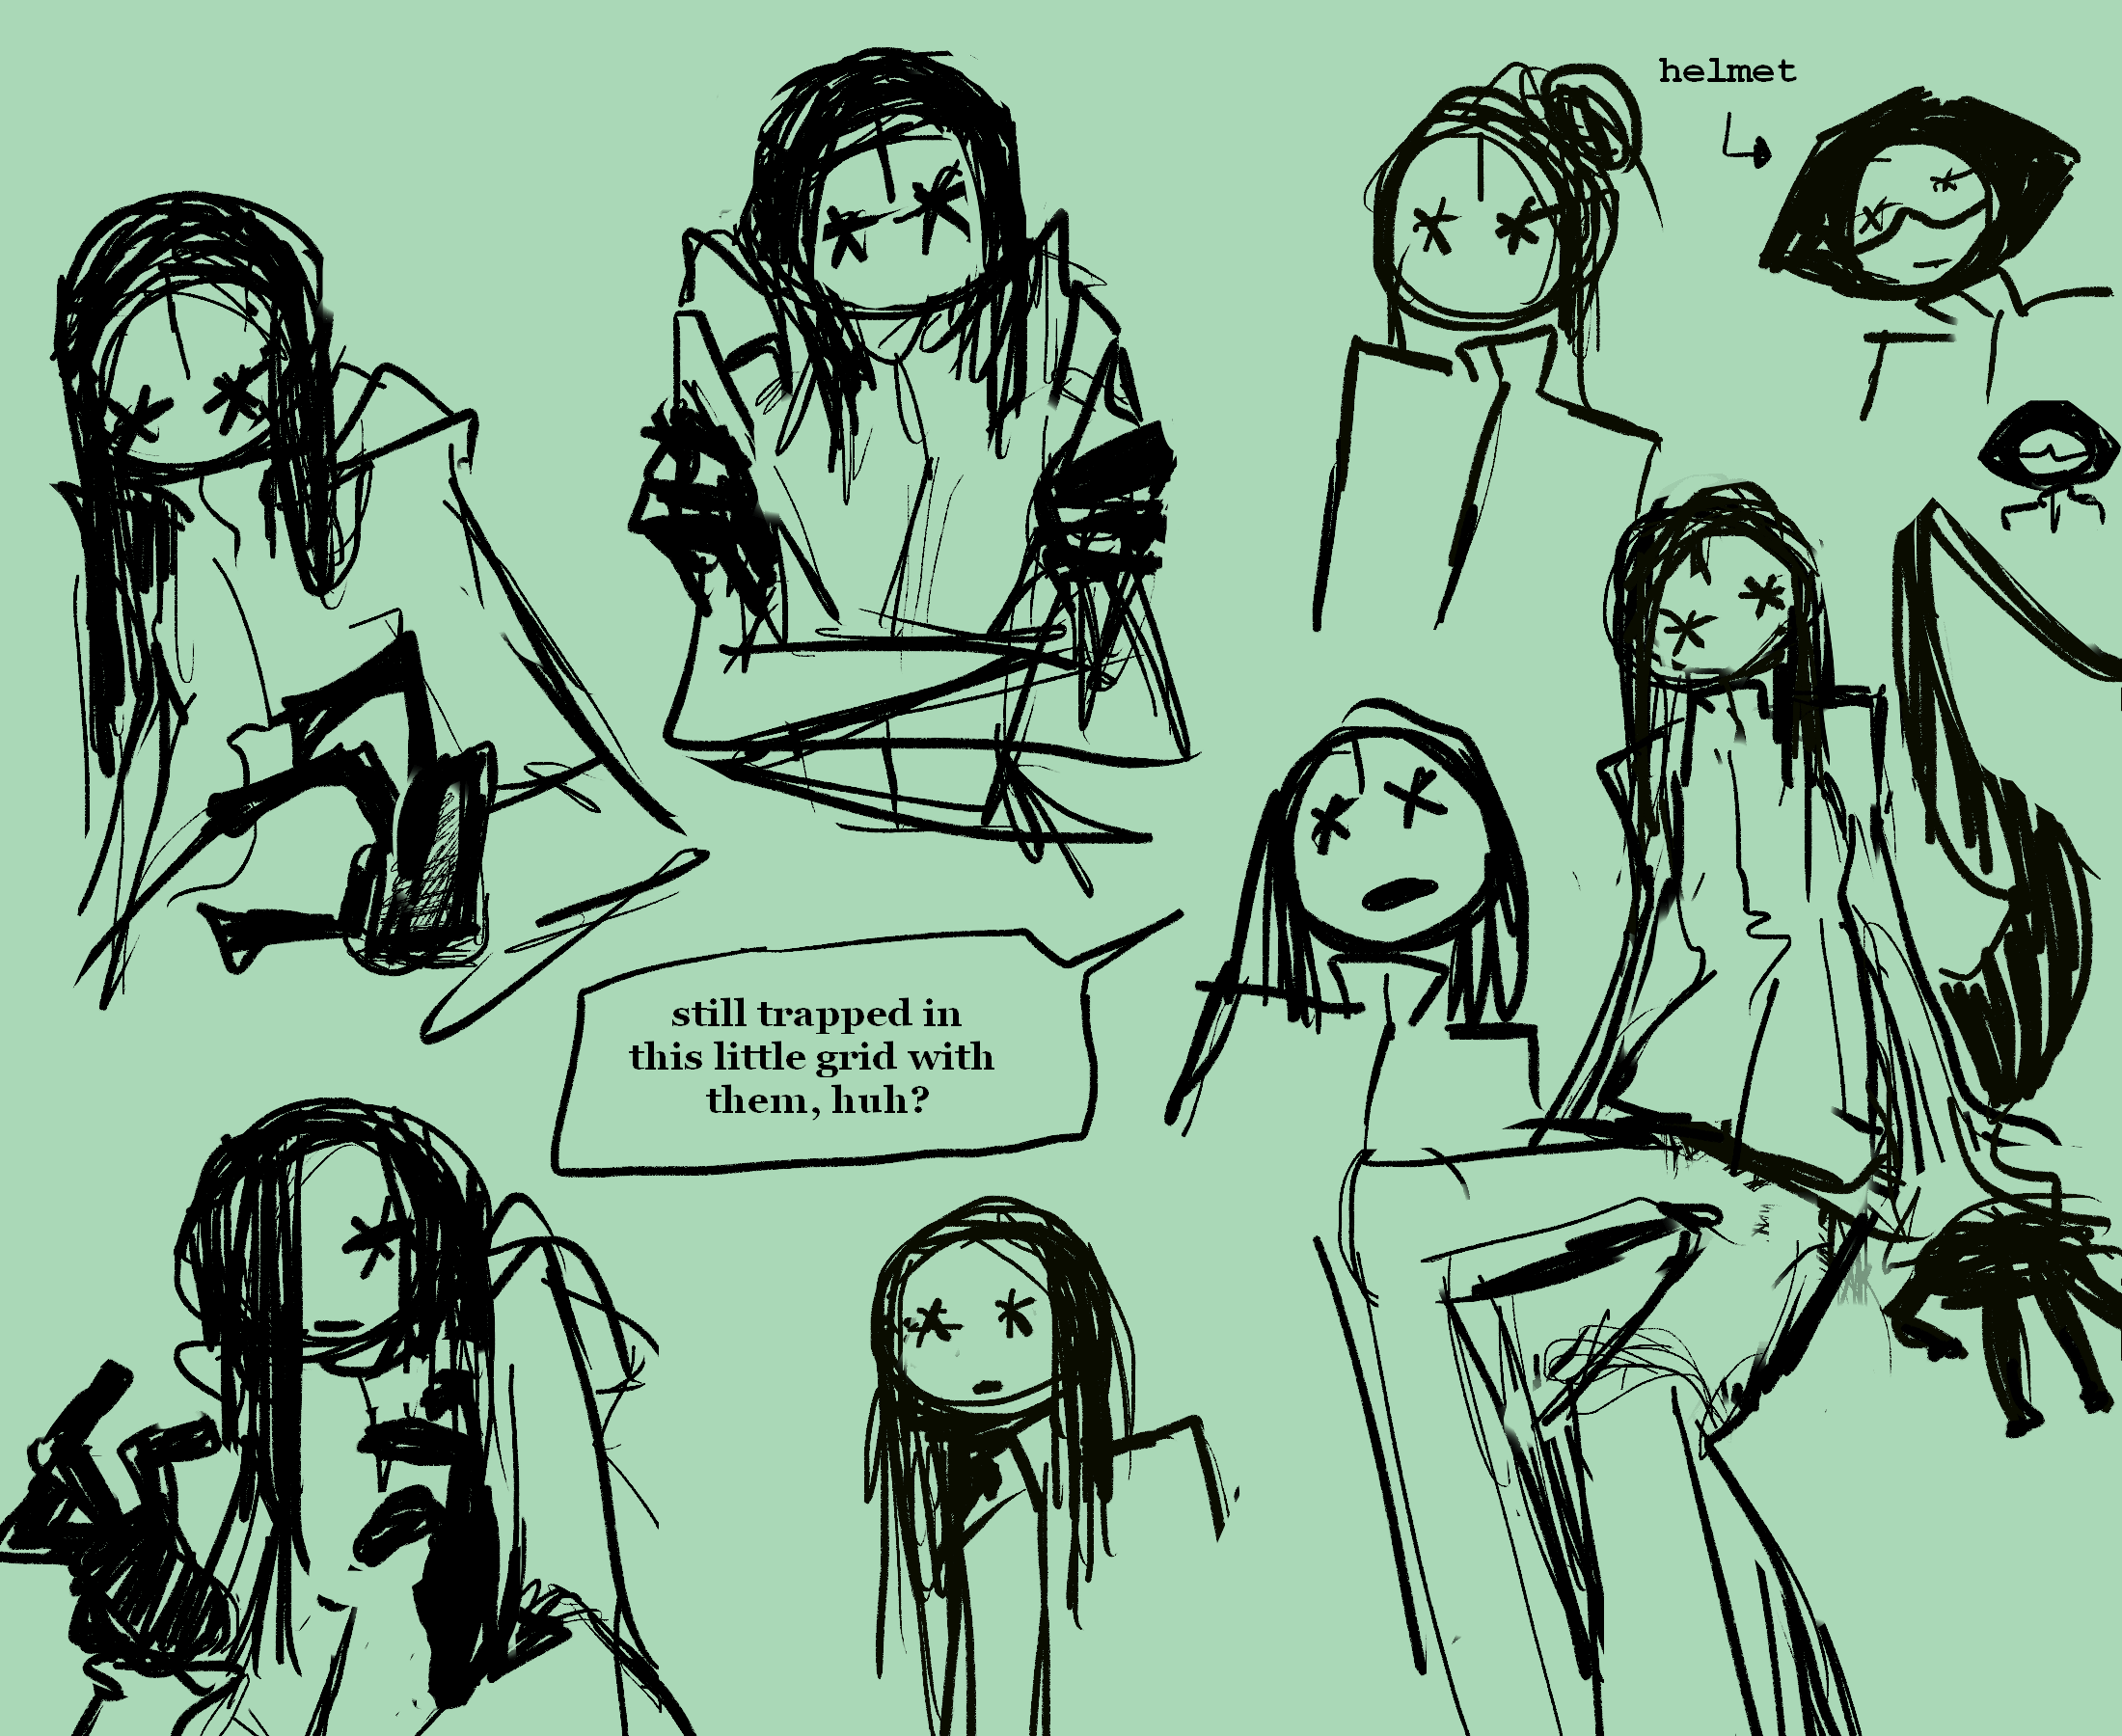 helmet
still trapped in
this little grid with
them, huh?